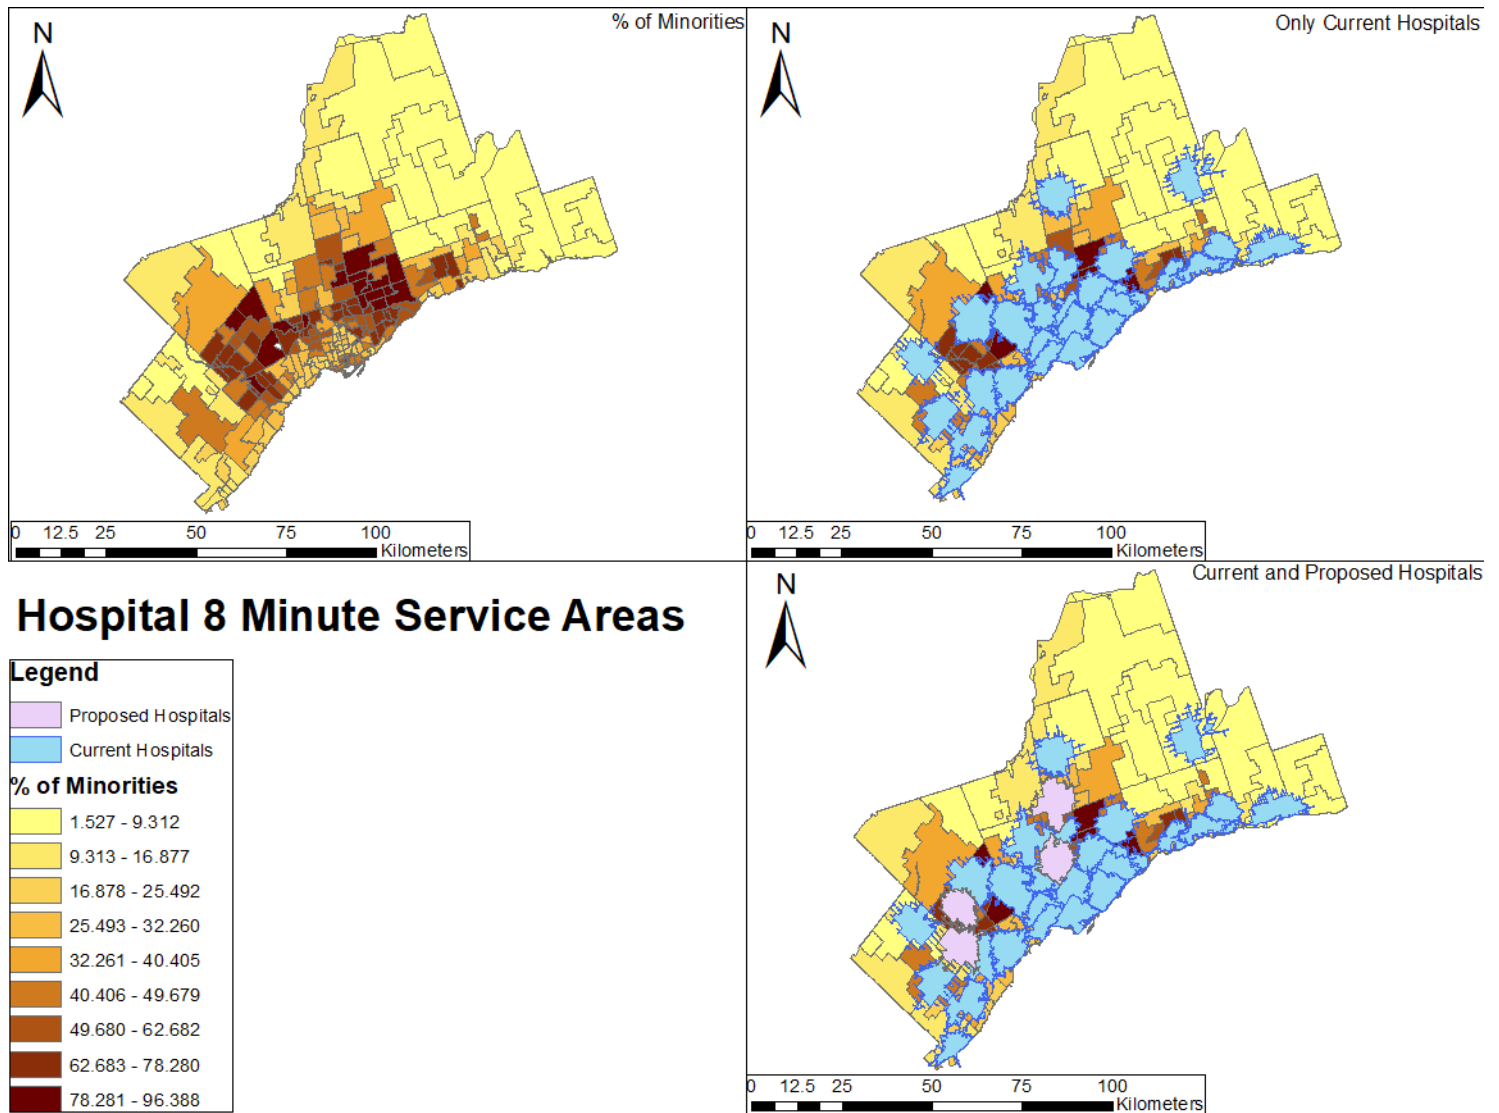 % of Minorities
N
0 12.5 25 50 75 100
Kilometers
Only Current Hospitals
N
0 12.5 25 50 75 100
Kilometers
Hospital 8 Minute Service Areas
Legend
Proposed Hospitals
Current Hospitals
% of Minorities
1.527 - 9.312
9.313 - 16.877
16.878 - 25.492
25.493 - 32.260
32.261 - 40.405
40.406 - 49.679
49.680 - 62.682
62.683 - 78.280
78.281 - 96.388
Current and Proposed Hospitals
N
0 12.5 25 50 75 100
Kilometers